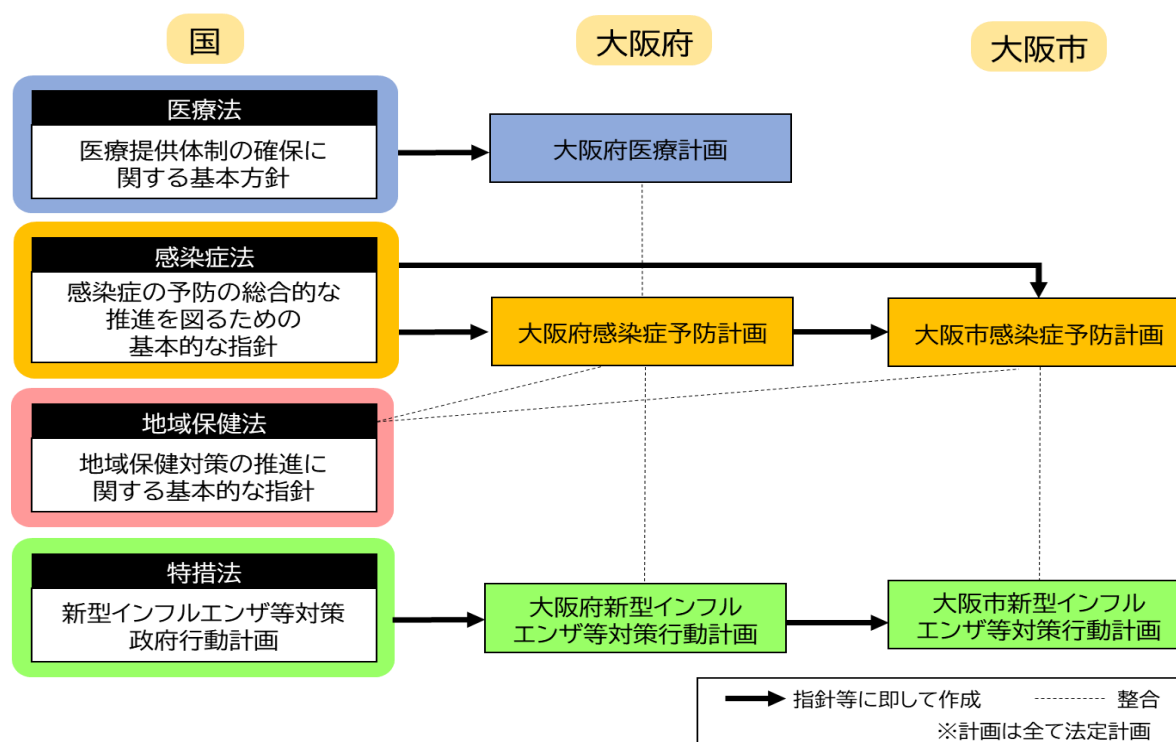 国
大阪府
大阪市
医療法
医療提供体制の確保に
関する基本方針
大阪府医療計画
感染症法
感染症の予防の総合的な
推進を図るための
基本的な指針
大阪府感染症予防計画
大阪市感染症予防計画
地域保健法
地域保健対策の推進に
関する基本的な指針
特措法
新型インフルエンザ等対策
政府行動計画
大阪府新型インフル
エンザ等対策行動計画
大阪市新型インフル
エンザ等対策行動計画
指針等に即して作成
整合
※計画は全て法定計画